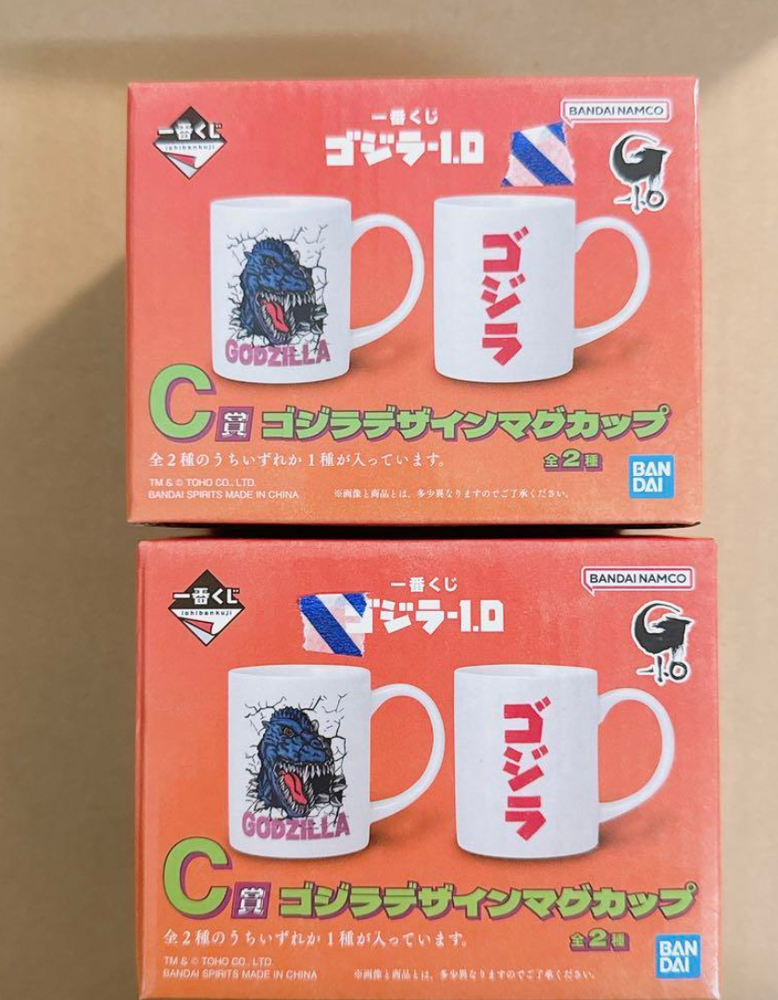 一番くじ
ichibankuji
一番くじ
ゴジラ-1.0
BANDAI NAMCO
G
-1.0
GODZILLA
ゴジラ
C賞 ゴジラデザインマグカップ
全2種のうちいずれか1種が入っています。
全2種
TM & © TOHO CO., LTD.
BANDAI SPIRITS MADE IN CHINA
※画像と商品とは、多少異なりますのでご了承ください。
BAN
DAI
一番くじ
ichibankuji
一番くじ
ゴジラ-1.0
BANDAI NAMCO
G
-1.0
GODZILLA
ゴジラ
C賞 ゴジラデザインマグカップ
全2種のうちいずれか1種が入っています。
全2種
TM & © TOHO CO., LTD.
BANDAI SPIRITS MADE IN CHINA
※画像と商品とは、多少異なりますのでご了承ください。
BAN
DAI